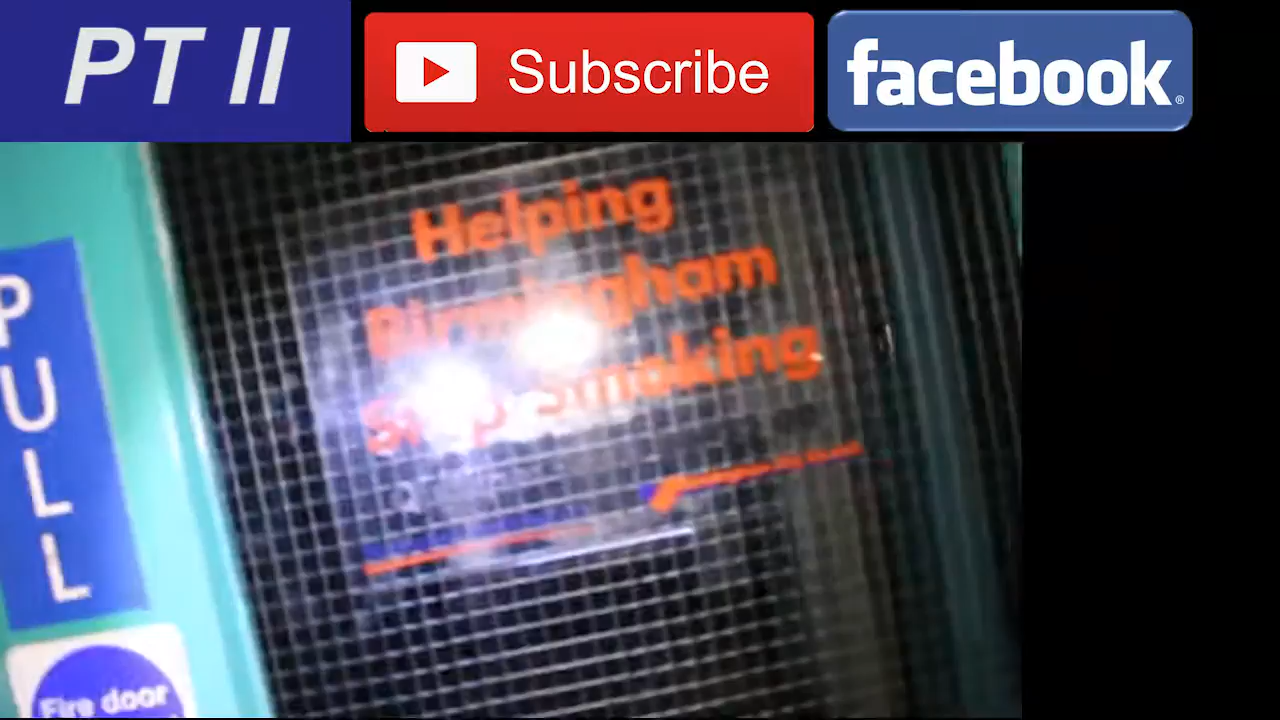 PT II
Subscribe
facebook®
Helping
Birmingham
Stop Smoking
PULL
Fire door